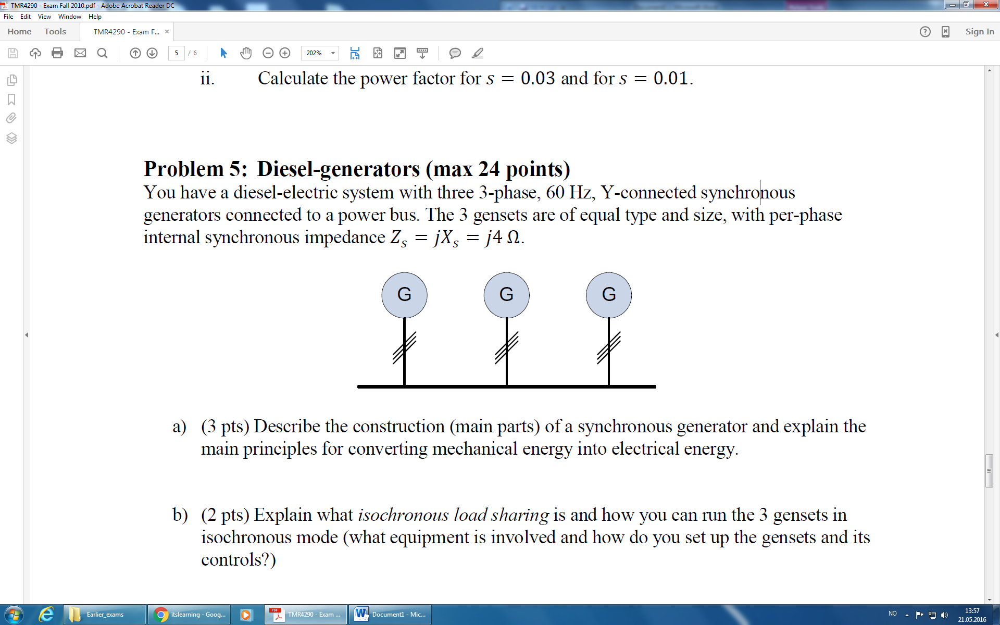 TMR4290 - Exam Fall 2010.pdf - Adobe Acrobat Reader DC
File Edit View Window Help
Home Tools TMR4290 - Exam F... × Sign In
5 / 6 202%
ii. Calculate the power factor for s = 0.03 and for s = 0.01.
Problem 5: Diesel-generators (max 24 points)
You have a diesel-electric system with three 3-phase, 60 Hz, Y-connected synchronous
generators connected to a power bus. The 3 gensets are of equal type and size, with per-phase
internal synchronous impedance Zₛ = jXₛ = j4 Ω.
G G G
a) (3 pts) Describe the construction (main parts) of a synchronous generator and explain the
main principles for converting mechanical energy into electrical energy.
b) (2 pts) Explain what isochronous load sharing is and how you can run the 3 gensets in
isochronous mode (what equipment is involved and how do you set up the gensets and its
controls?)
Earlier_exams itslearning - Goog... TMR4290 - Exam ... Document1 - Mic... NO 13:57
21.05.2016